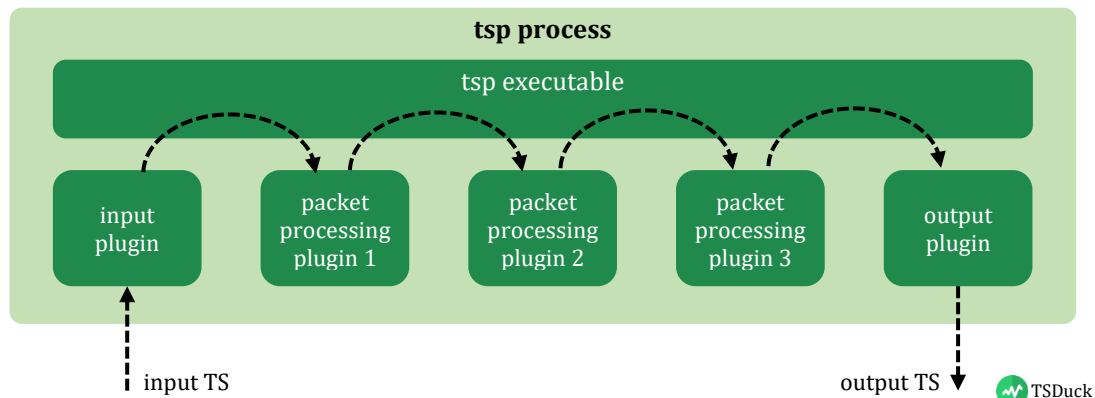 tsp process
tsp executable
input
plugin
packet
processing
plugin 1
packet
processing
plugin 2
packet
processing
plugin 3
output
plugin
input TS
output TS
TSDuck